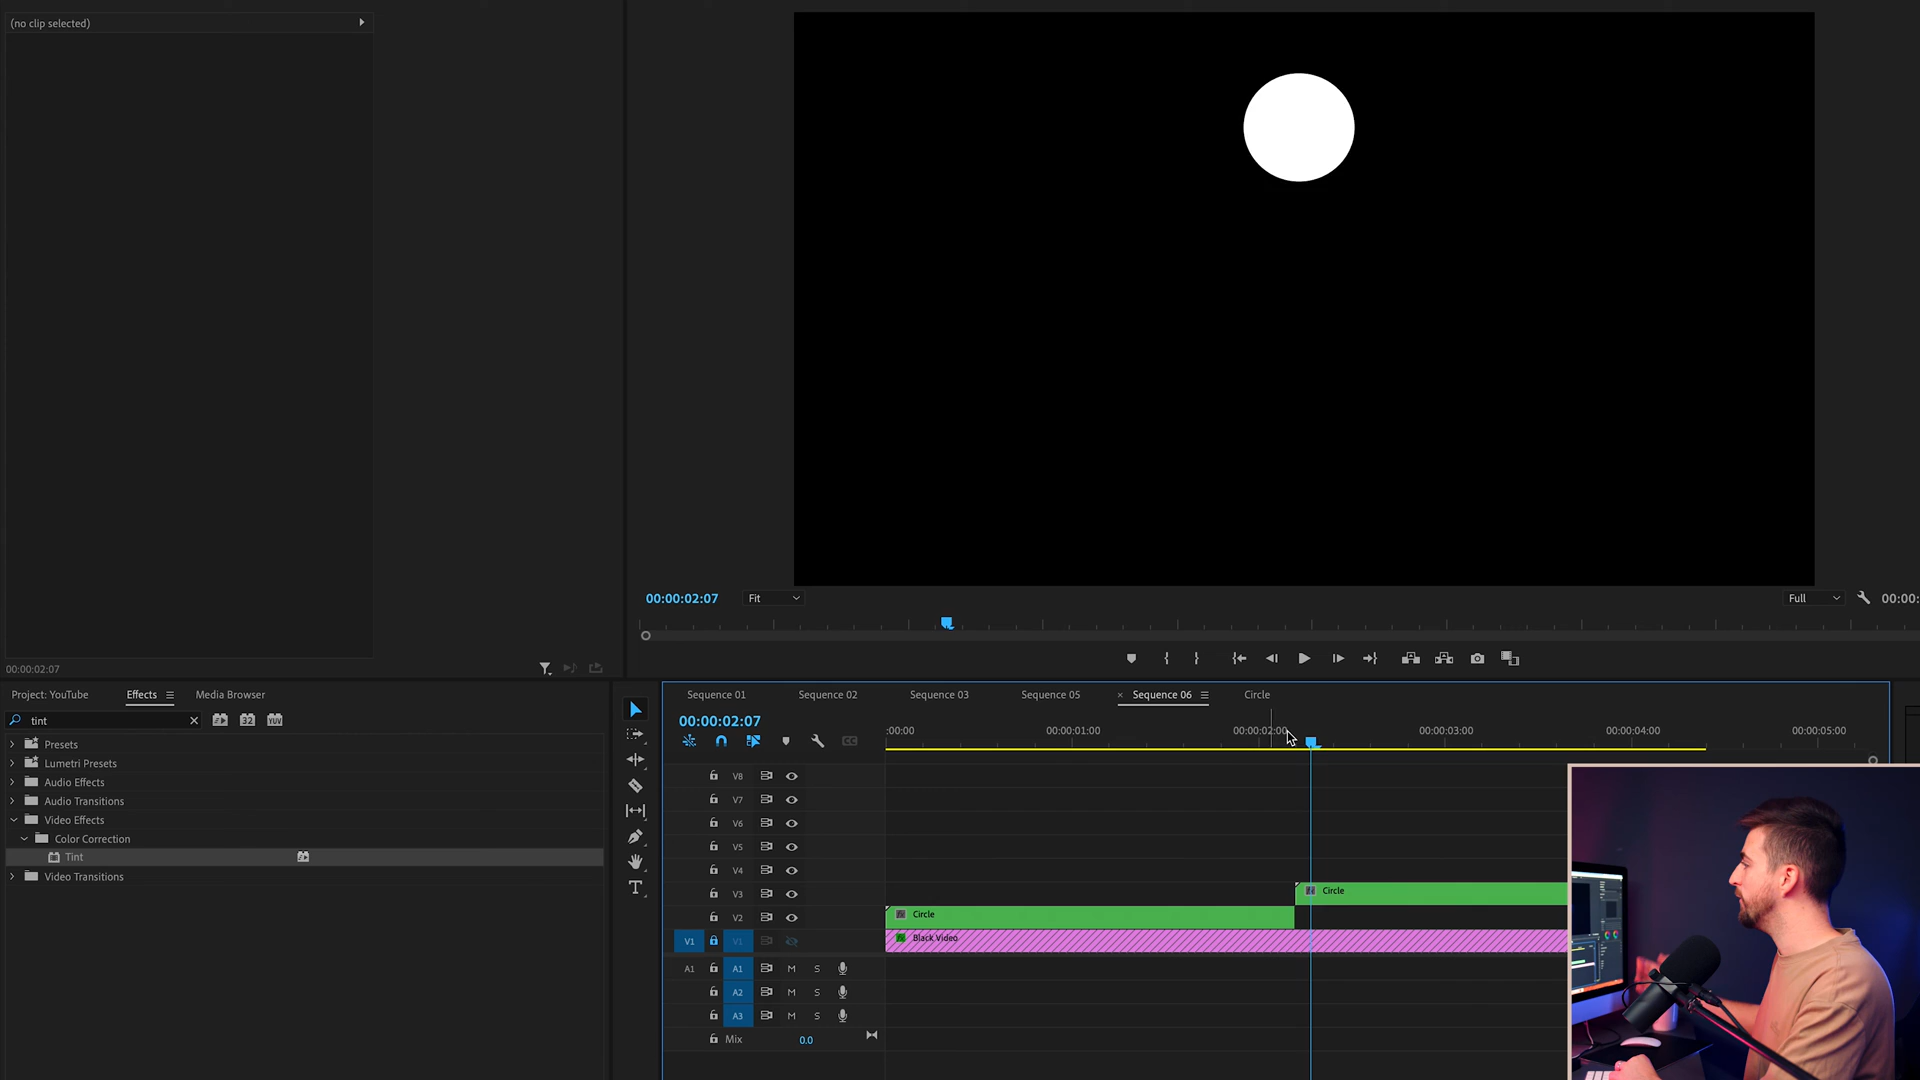 (no clip selected)
00:00:02:07
Fit
Full
00:00:
00:00:02:07
Project: YouTube
Effects
Media Browser
tint
32
YUV
Presets
Lumetri Presets
Audio Effects
Audio Transitions
Video Effects
Color Correction
Tint
Video Transitions
Sequence 01
Sequence 02
Sequence 03
Sequence 05
× Sequence 06
Circle
00:00:02:07
:00:00
00:00:01:00
00:00:02:00
00:00:03:00
00:00:04:00
00:00:05:00
V8
V7
V6
V5
V4
V3
Circle
V2
Circle
V1
V1
fx Black Video
A1
A1
M
S
A2
M
S
A3
M
S
Mix
0.0